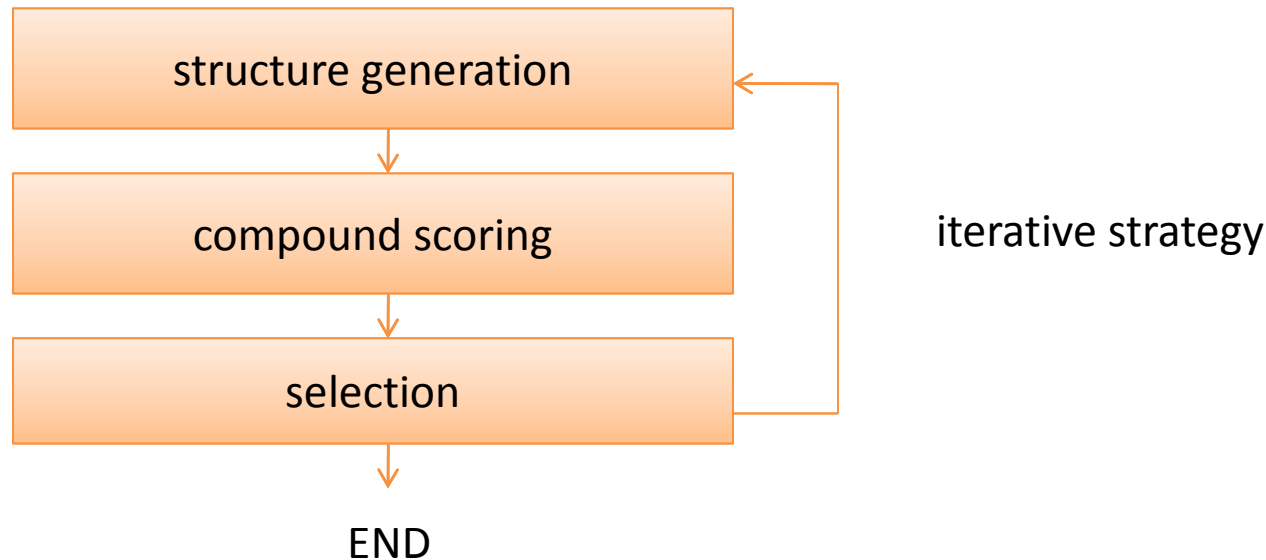 structure generation
compound scoring
iterative strategy
selection
END